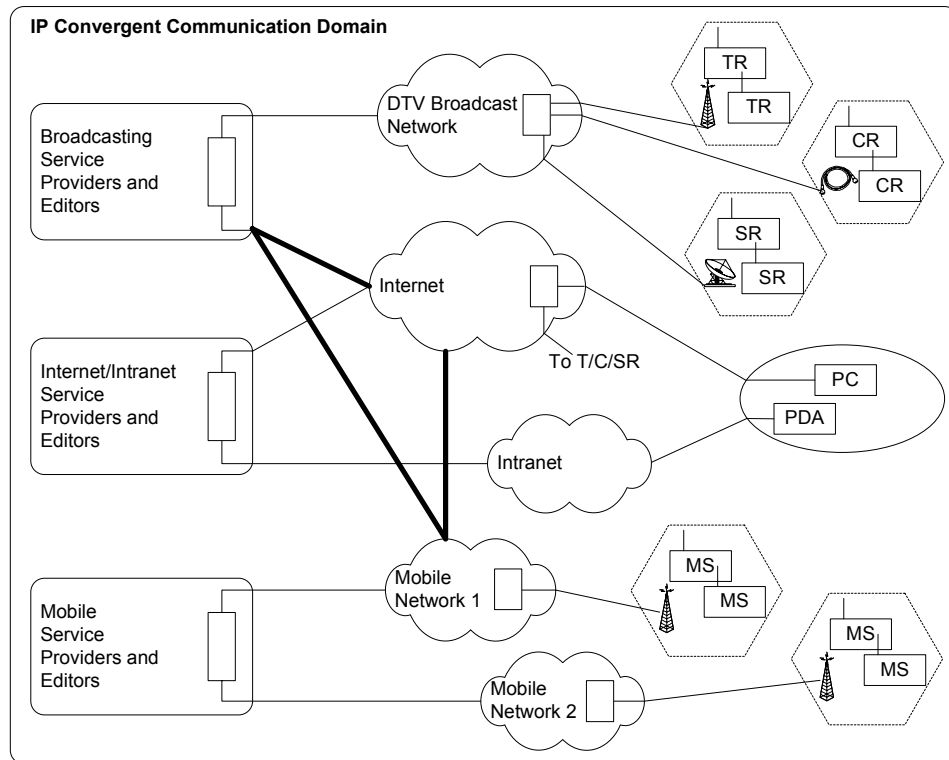 IP Convergent Communication Domain
Broadcasting
Service
Providers and
Editors
DTV Broadcast
Network
TR
TR
CR
CR
SR
SR
Internet
To T/C/SR
Internet/Intranet
Service
Providers and
Editors
PC
PDA
Intranet
Mobile
Network 1
MS
MS
Mobile
Service
Providers and
Editors
Mobile
Network 2
MS
MS